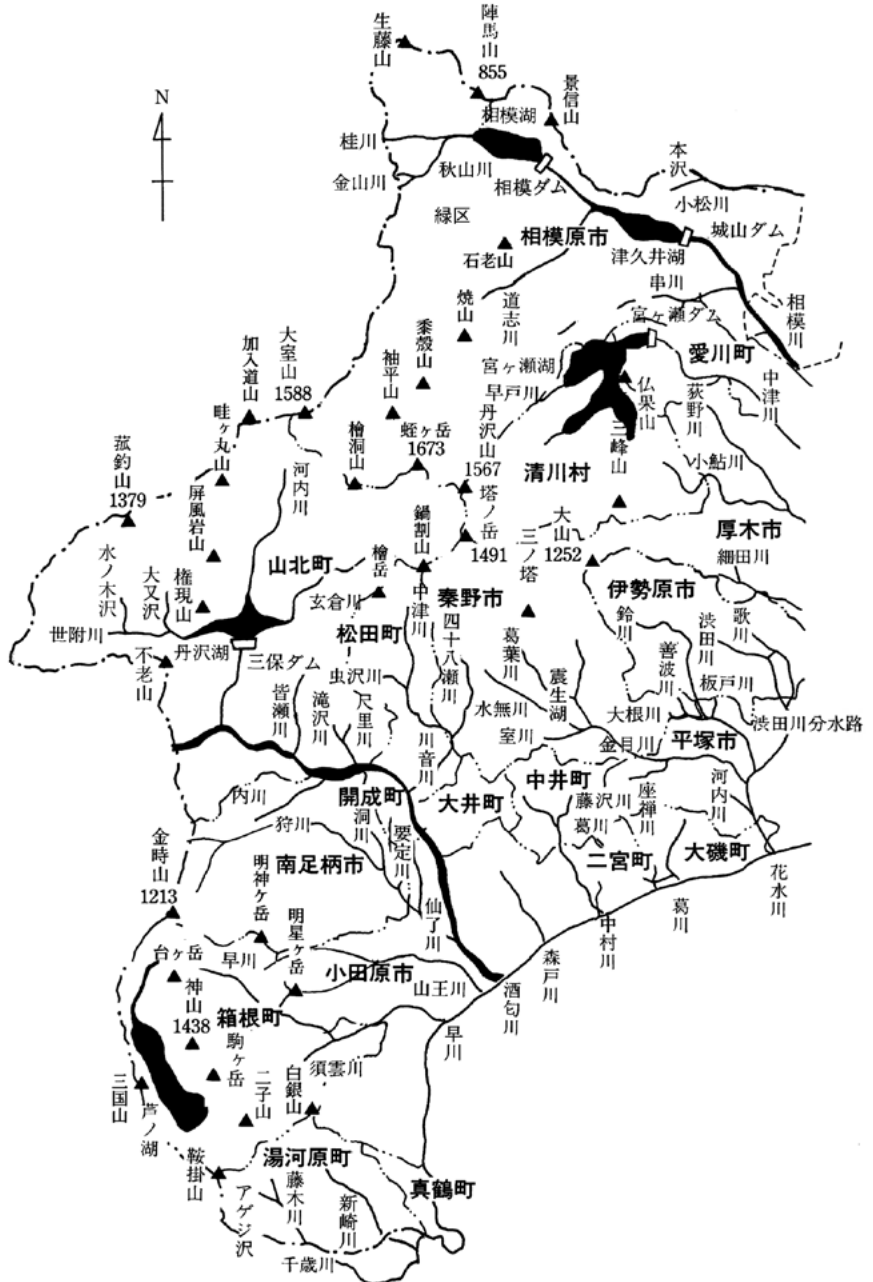 生藤山
陣馬山
855
景信山
N
相模湖
桂川
秋山川
金山川
相模ダム
本沢
小松川
緑区
相模原市
城山ダム
石老山
津久井湖
串川
道志川
焼山
相模川
宮ヶ瀬ダム
愛川町
黍殻山
宮ヶ瀬湖
早戸川
大室山
1588
加入道山
袖平山
仏果山
荻野川
中津川
畦ヶ丸山
丹沢山
1567
三峰山
檜洞山
蛭ヶ岳
1673
小鮎川
菰釣山
1379
河内川
清川村
屏風岩山
塔ノ岳
1491
鍋割山
三ノ塔
大山
1252
厚木市
細田川
水ノ木沢
大又沢
権現山
山北町
檜岳
秦野市
伊勢原市
玄倉川
中津川
世附川
松田町
四十八瀬川
葛葉川
鈴川
渋田川
歌川
丹沢湖
三保ダム
善波川
不老山
虫沢川
震生湖
板戸川
皆瀬川
滝沢川
尺里川
水無川
大根川
室川
渋田川分水路
金目川
平塚市
川音川
中井町
内川
開成町
大井町
藤沢川
座禅川
河内川
洞川
葛川
狩川
要定川
二宮町
大磯町
金時山
1213
明神ヶ岳
南足柄市
花水川
明星ヶ岳
仙了川
葛川
中村川
台ヶ岳
早川
小田原市
森戸川
神山
1438
山王川
酒匂川
箱根町
早川
駒ヶ岳
須雲川
白銀山
二子山
三国山
芦ノ湖
湯河原町
鞍掛山
藤木川
真鶴町
アゲジ沢
新崎川
千歳川